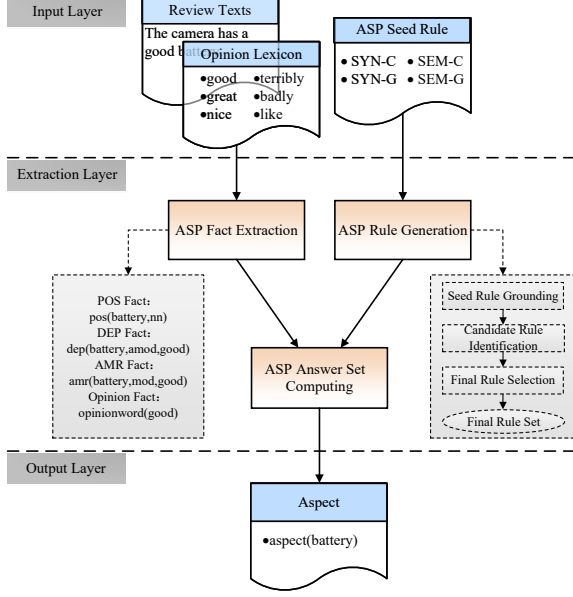 Input Layer
Review Texts
The camera has a
good b
Opinion Lexicon
•good •terribly
•great •badly
•nice •like
ASP Seed Rule
• SYN-C • SEM-C
• SYN-G • SEM-G
Extraction Layer
ASP Fact Extraction
ASP Rule Generation
POS Fact:
pos(battery,nn)
DEP Fact:
dep(battery,amod,good)
AMR Fact:
amr(battery,mod,good)
Opinion Fact:
opinionword(good)
Seed Rule Grounding
Candidate Rule
Identification
Final Rule Selection
Final Rule Set
ASP Answer Set
Computing
Output Layer
Aspect
•aspect(battery)